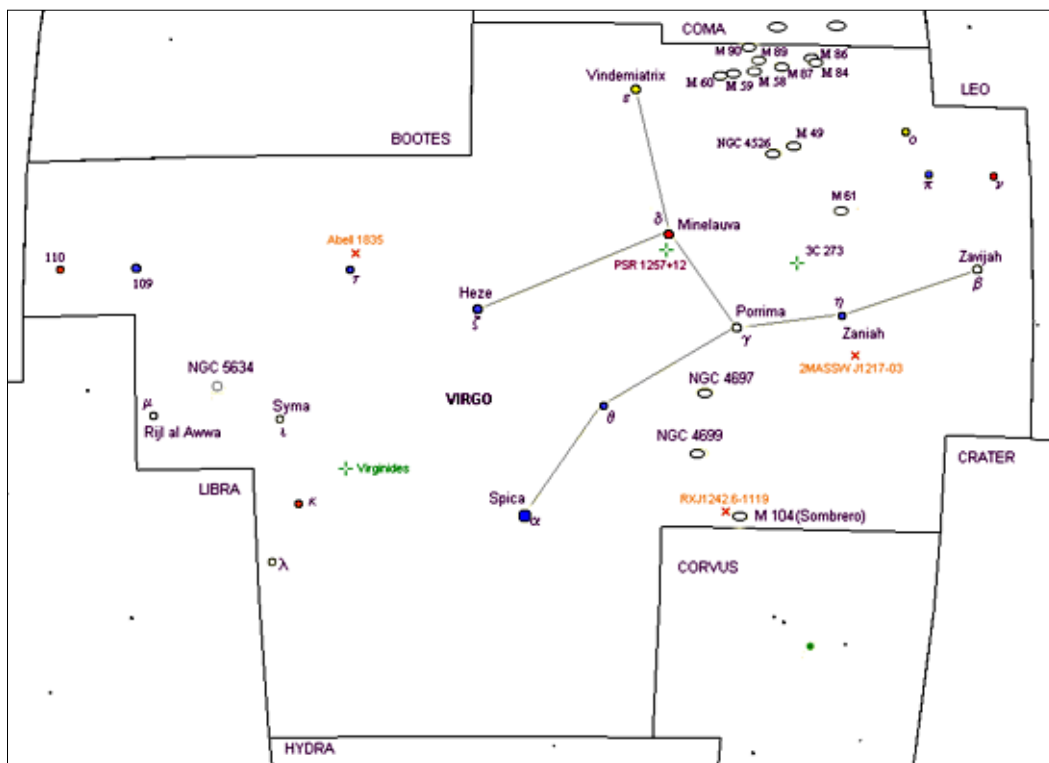 COMA
M 90
M 89
M 86
M 60
M 59
M 58
M 87
M 84
Vindemiatrix
ε
LEO
BOOTES
NGC 4526
M 49
ο
π
ν
M 61
δ
Minelauva
Abell 1835
PSR 1257+12
3C 273
Zavijah
β
110
109
τ
Heze
ζ
Porrima
γ
η
Zaniah
2MASSW J1217-03
NGC 5634
NGC 4697
μ
Rijl al Awwa
Syma
ι
VIRGO
θ
NGC 4699
CRATER
Virginides
LIBRA
κ
Spica
α
RXJ1242.6-1119
M 104 (Sombrero)
λ
CORVUS
HYDRA